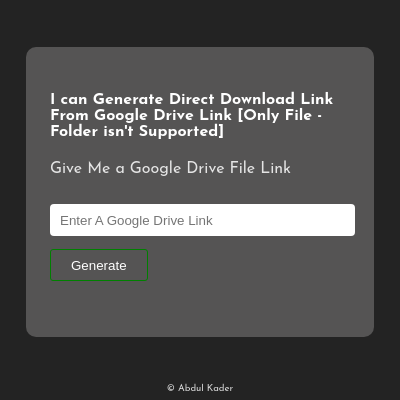 I can Generate Direct Download Link
From Google Drive Link [Only File -
Folder isn't Supported]
Give Me a Google Drive File Link
Enter A Google Drive Link
Generate
© Abdul Kader